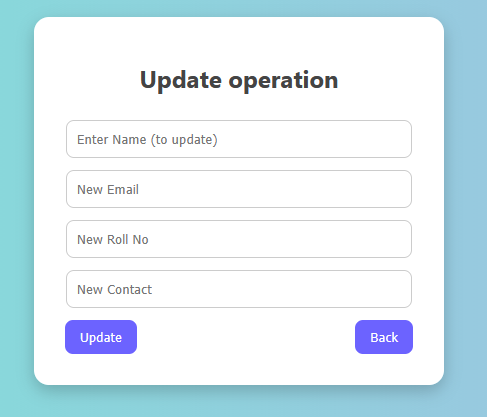 Update operation
Enter Name (to update)
New Email
New Roll No
New Contact
Update
Back